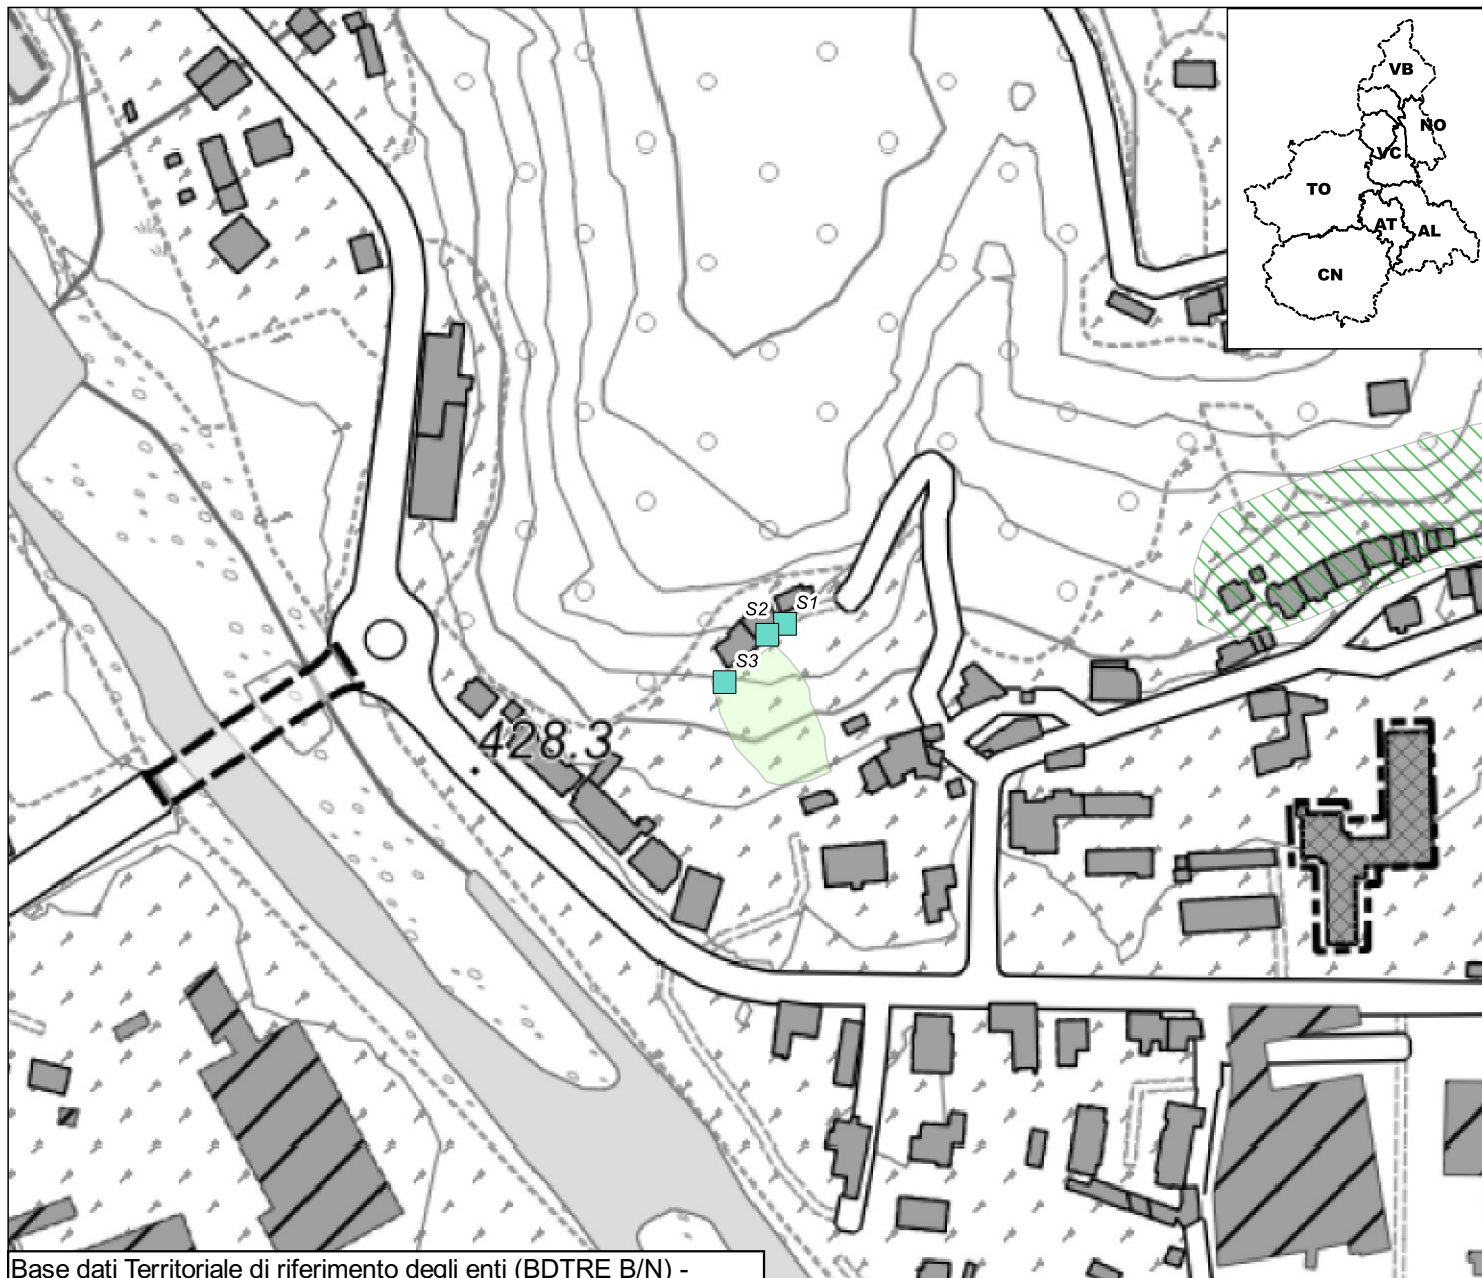 VB
NO
VC
TO
AT
AL
CN
S1
S2
S3
428.3
Base dati Territoriale di riferimento degli enti (BDTRE B/N) -